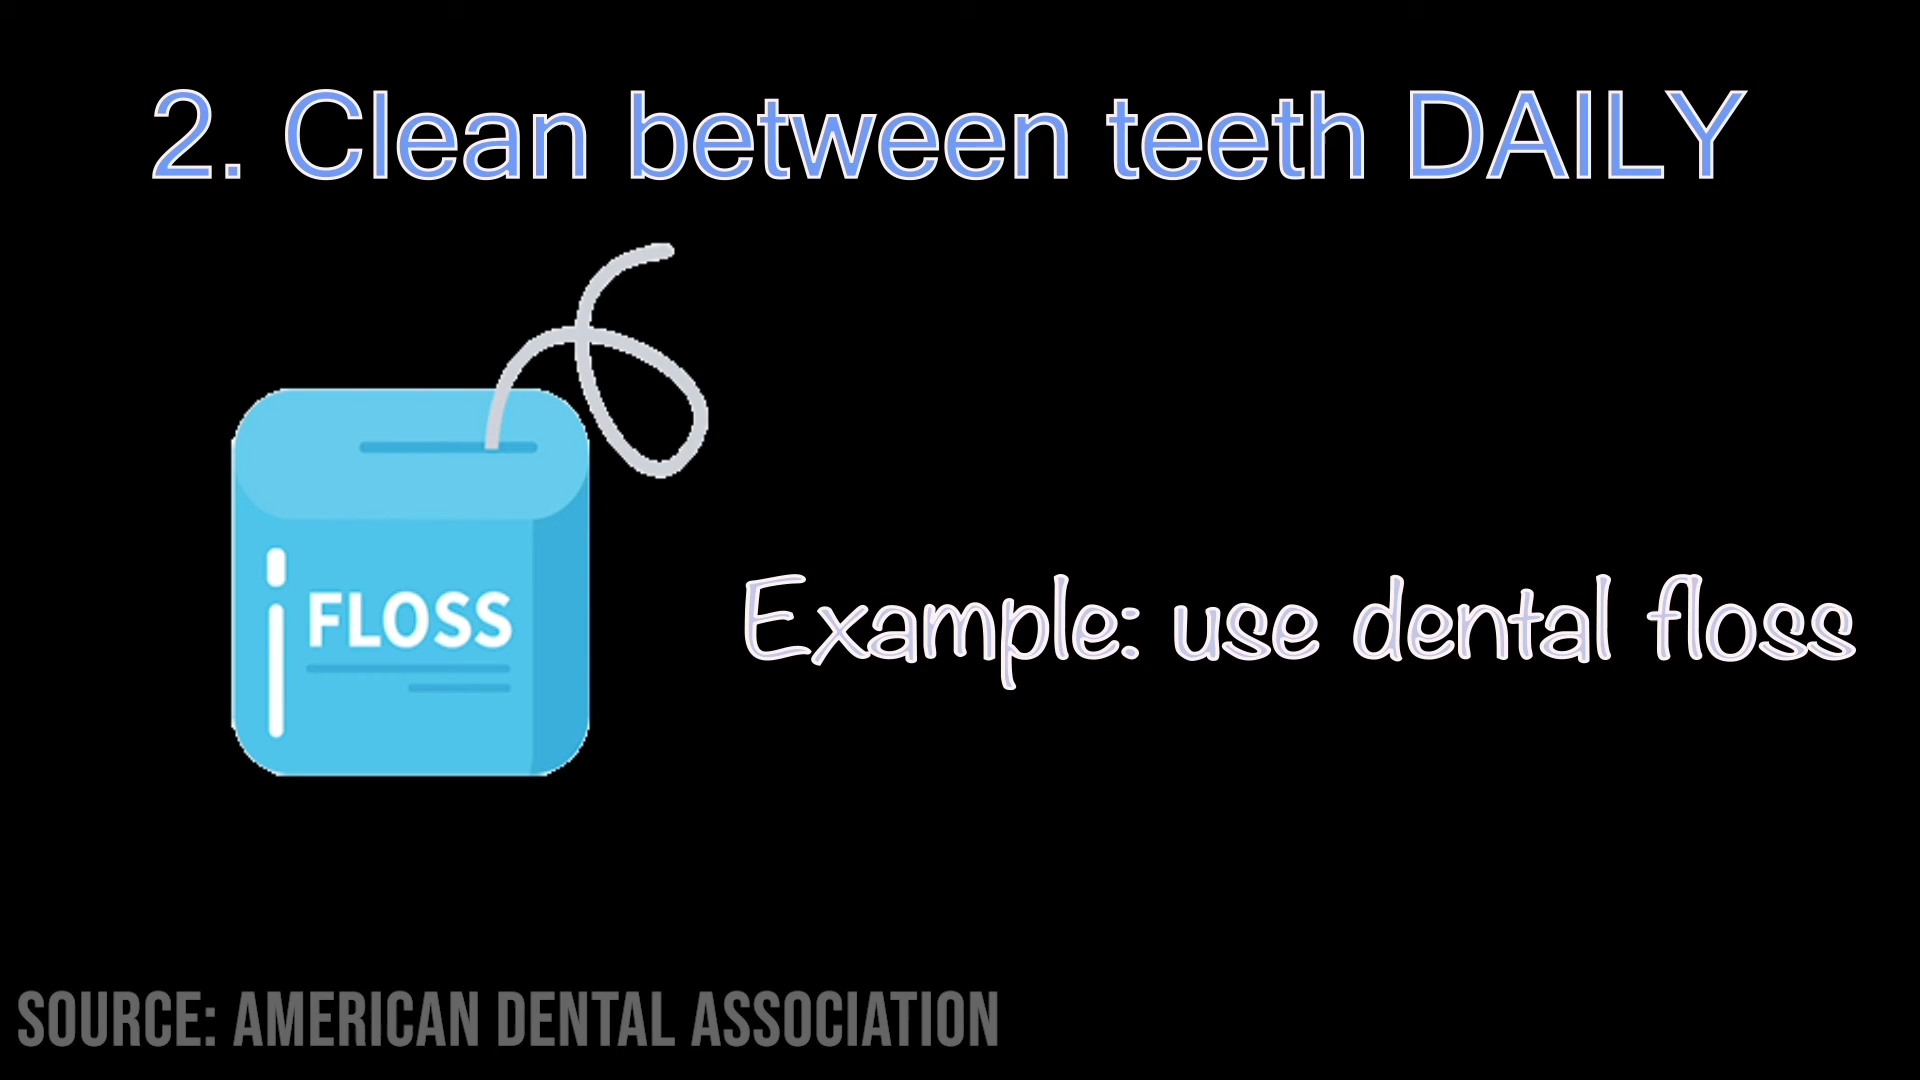 2. Clean between teeth DAILY
FLOSS
Example: use dental floss
SOURCE: AMERICAN DENTAL ASSOCIATION